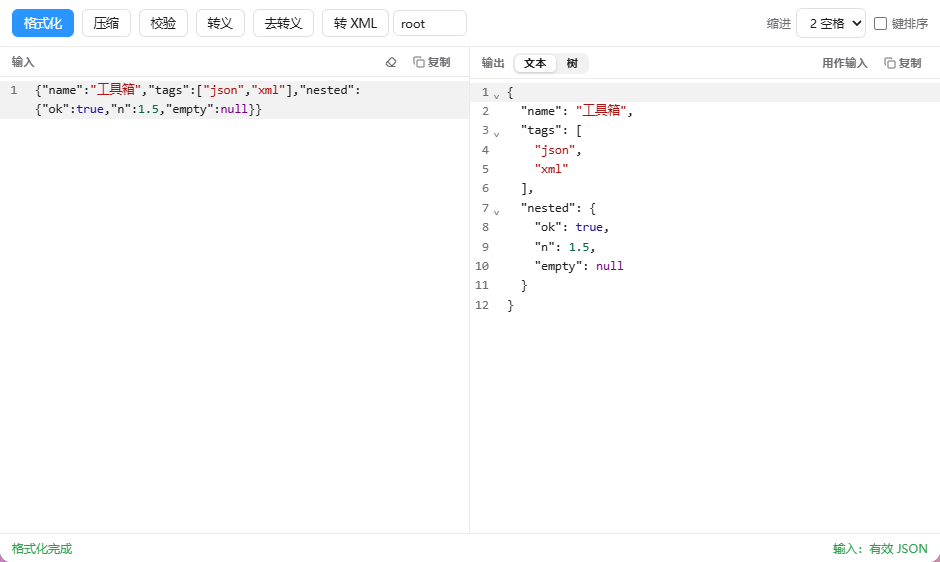 格式化 压缩 校验 转义 去转义 转 XML root 缩进 2 空格 键排序
输入 复制
1 {"name":"工具箱","tags":["json","xml"],"nested":
{"ok":true,"n":1.5,"empty":null}}
输出 文本 树 用作输入 复制
1 {
2 "name": "工具箱",
3 "tags": [
4 "json",
5 "xml"
6 ],
7 "nested": {
8 "ok": true,
9 "n": 1.5,
10 "empty": null
11 }
12 }
格式化完成 输入: 有效 JSON